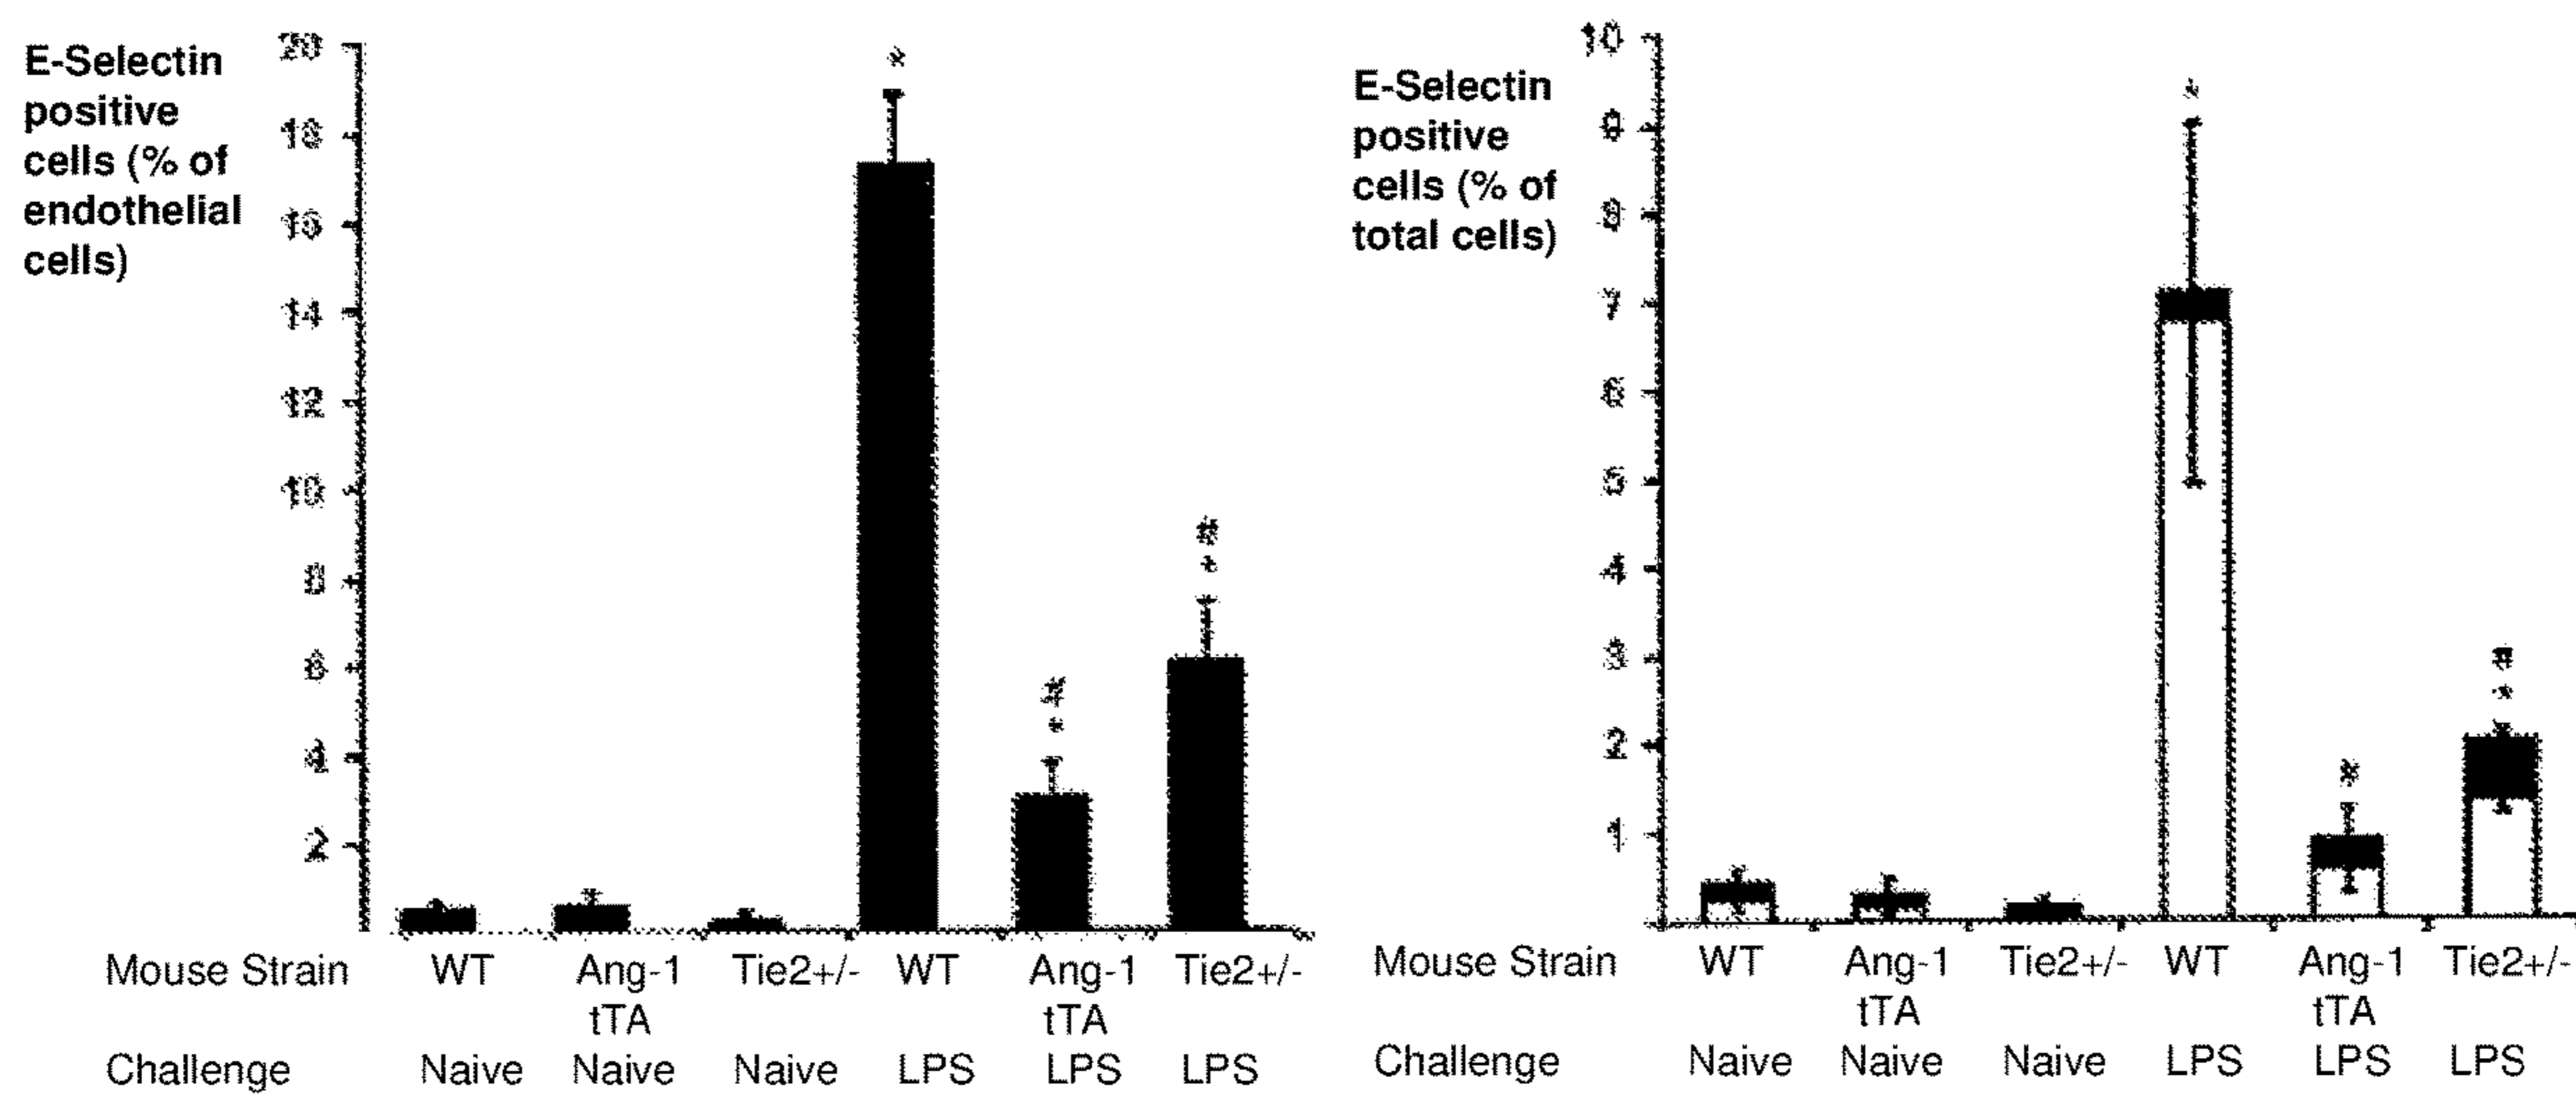 E-Selectin
positive
cells (% of
endothelial
cells)
20
18
16
14
12
10
8
6
4
2
*
*
*
Mouse Strain WT Ang-1 Tie2+/- WT Ang-1 Tie2+/-
tTA tTA
Challenge Naive Naive Naive LPS LPS LPS
E-Selectin
positive
cells (% of
total cells)
10
9
8
7
6
5
4
3
2
1
*
*
Mouse Strain WT Ang-1 Tie2+/- WT Ang-1 Tie2+/-
tTA tTA
Challenge Naive Naive Naive LPS LPS LPS